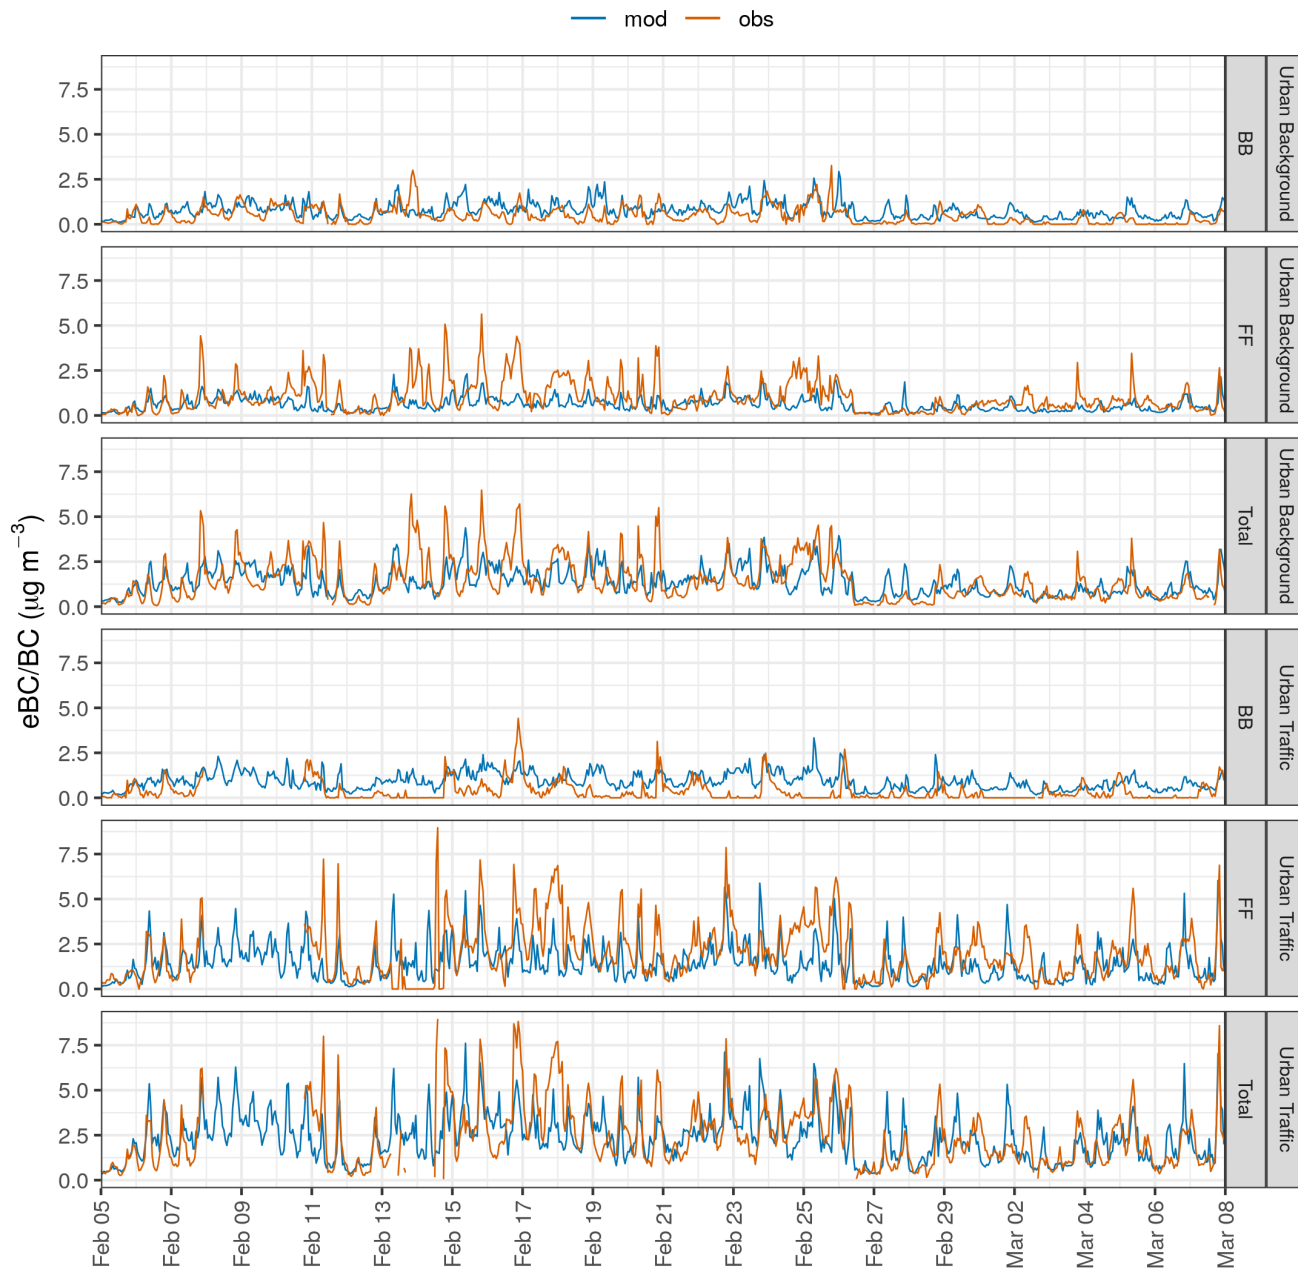 mod obs
eBC/BC (μg m⁻³)
7.5
5.0
2.5
0.0
BB
Urban Background
7.5
5.0
2.5
0.0
FF
Urban Background
7.5
5.0
2.5
0.0
Total
Urban Background
7.5
5.0
2.5
0.0
BB
Urban Traffic
7.5
5.0
2.5
0.0
FF
Urban Traffic
7.5
5.0
2.5
0.0
Total
Urban Traffic
Feb 05
Feb 07
Feb 09
Feb 11
Feb 13
Feb 15
Feb 17
Feb 19
Feb 21
Feb 23
Feb 25
Feb 27
Feb 29
Mar 02
Mar 04
Mar 06
Mar 08